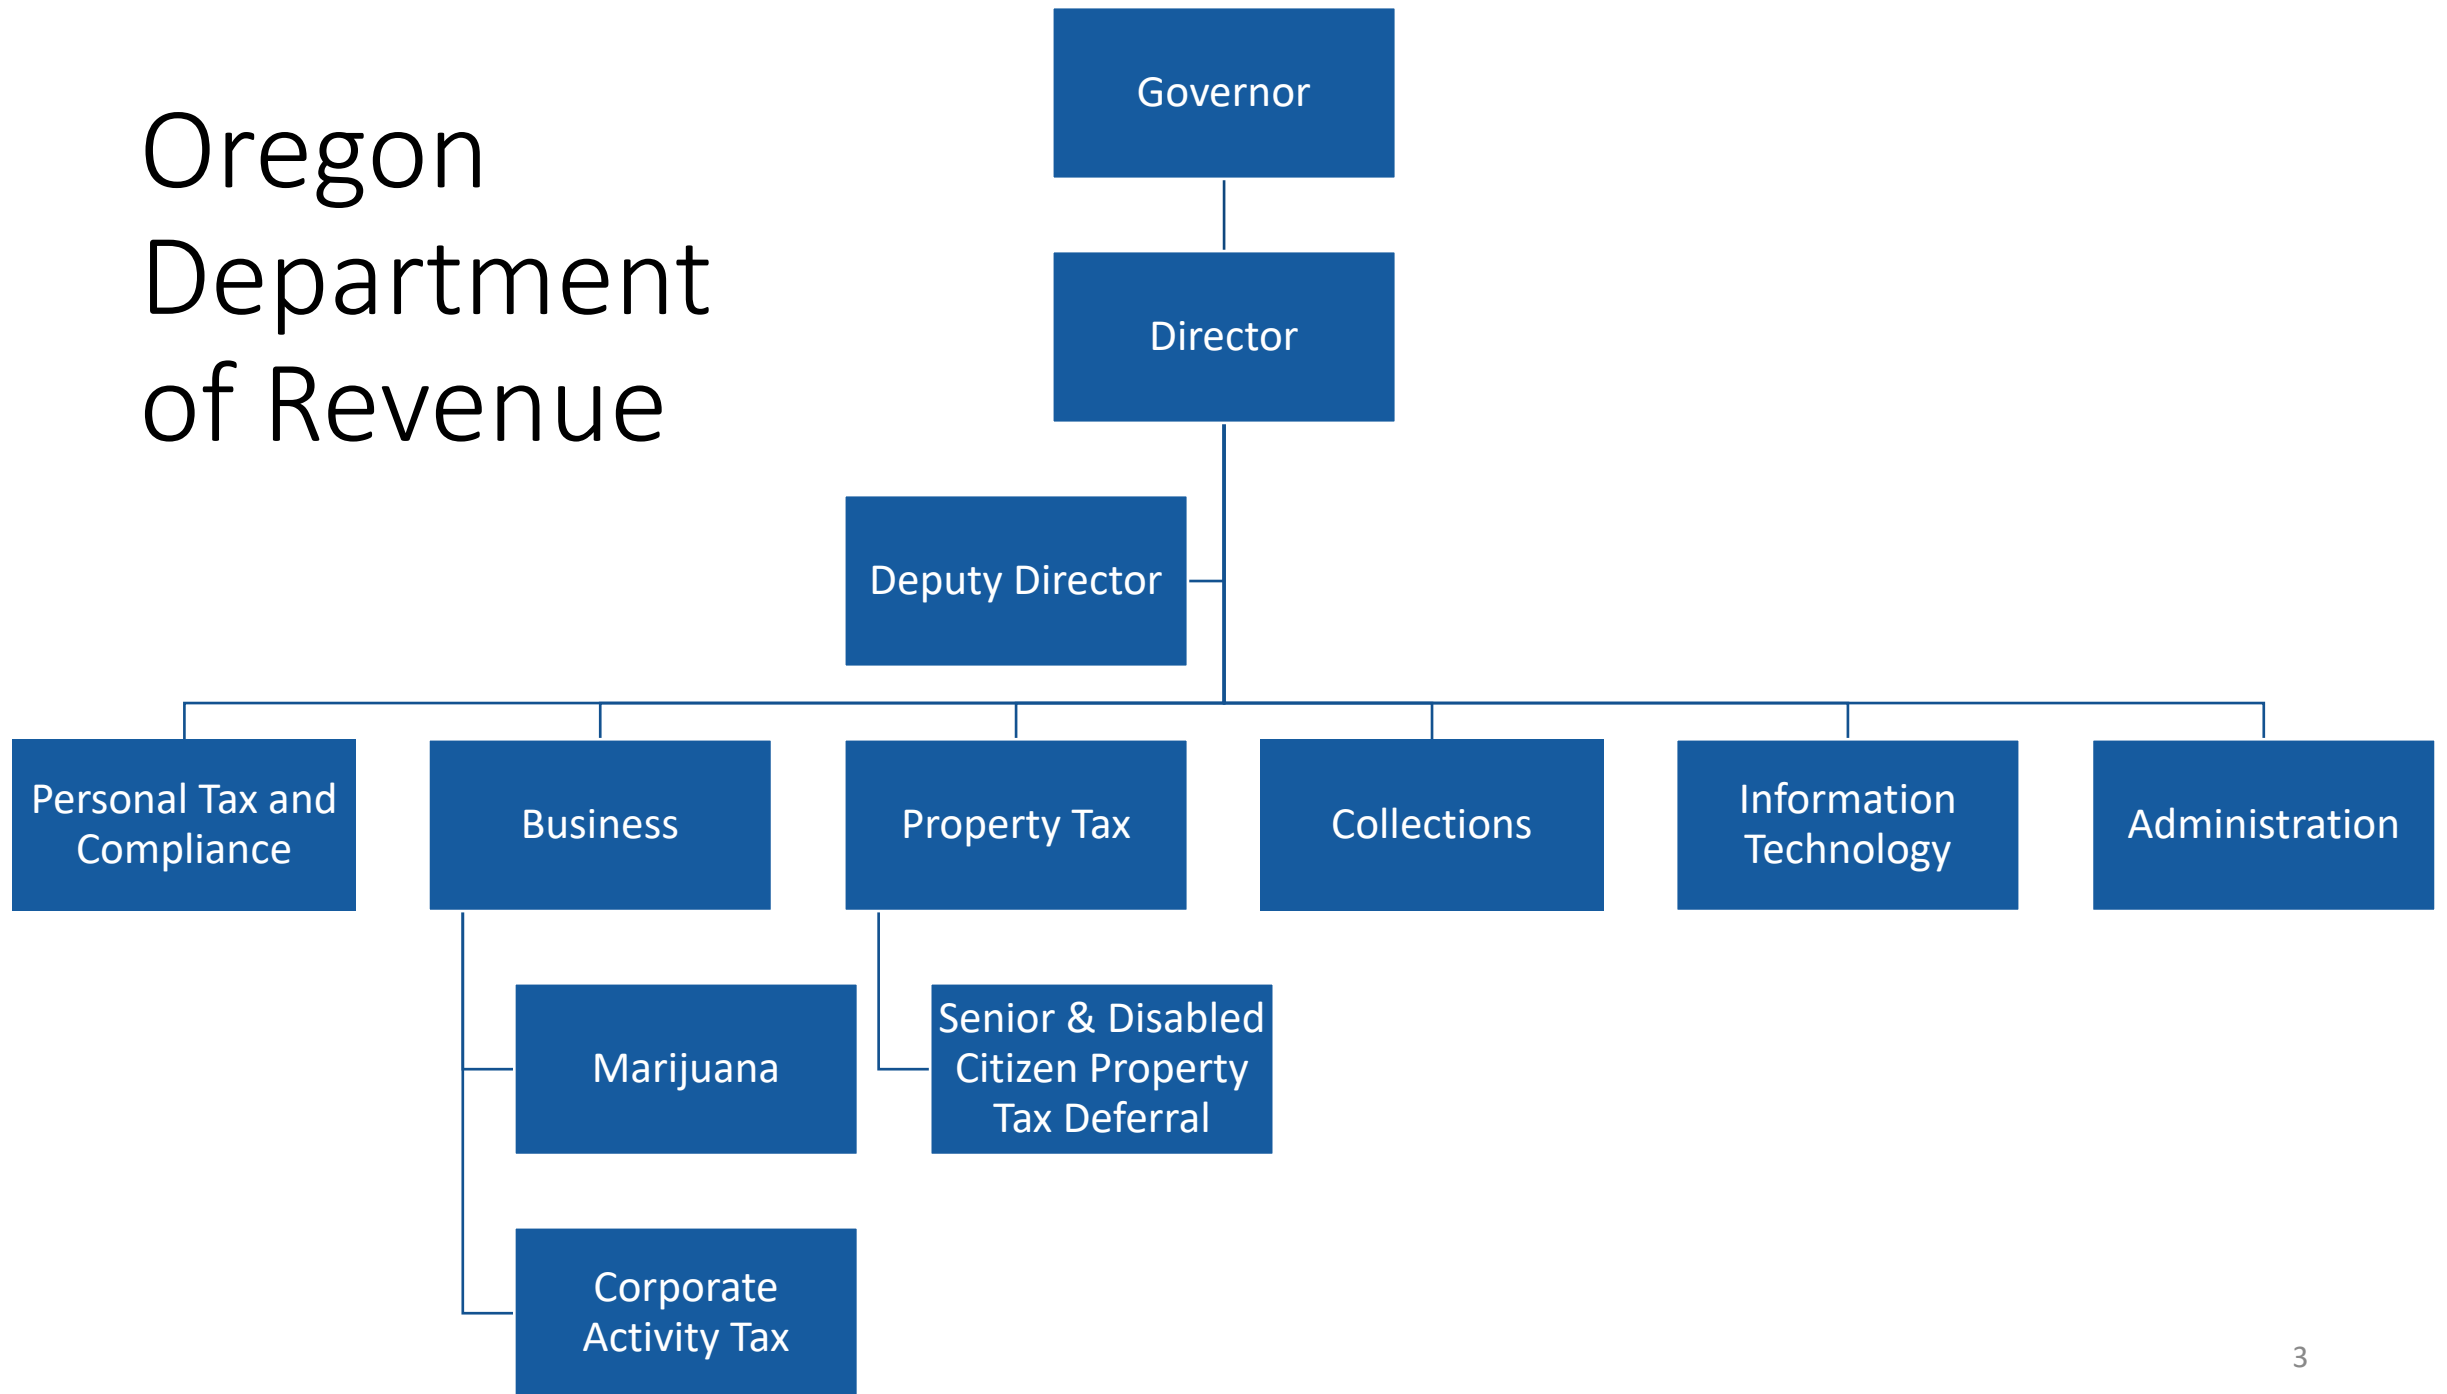 Oregon
Department
of Revenue
Governor
Director
Deputy Director
Personal Tax and
Compliance
Business
Property Tax
Collections
Information
Technology
Administration
Marijuana
Senior & Disabled
Citizen Property
Tax Deferral
Corporate
Activity Tax
3